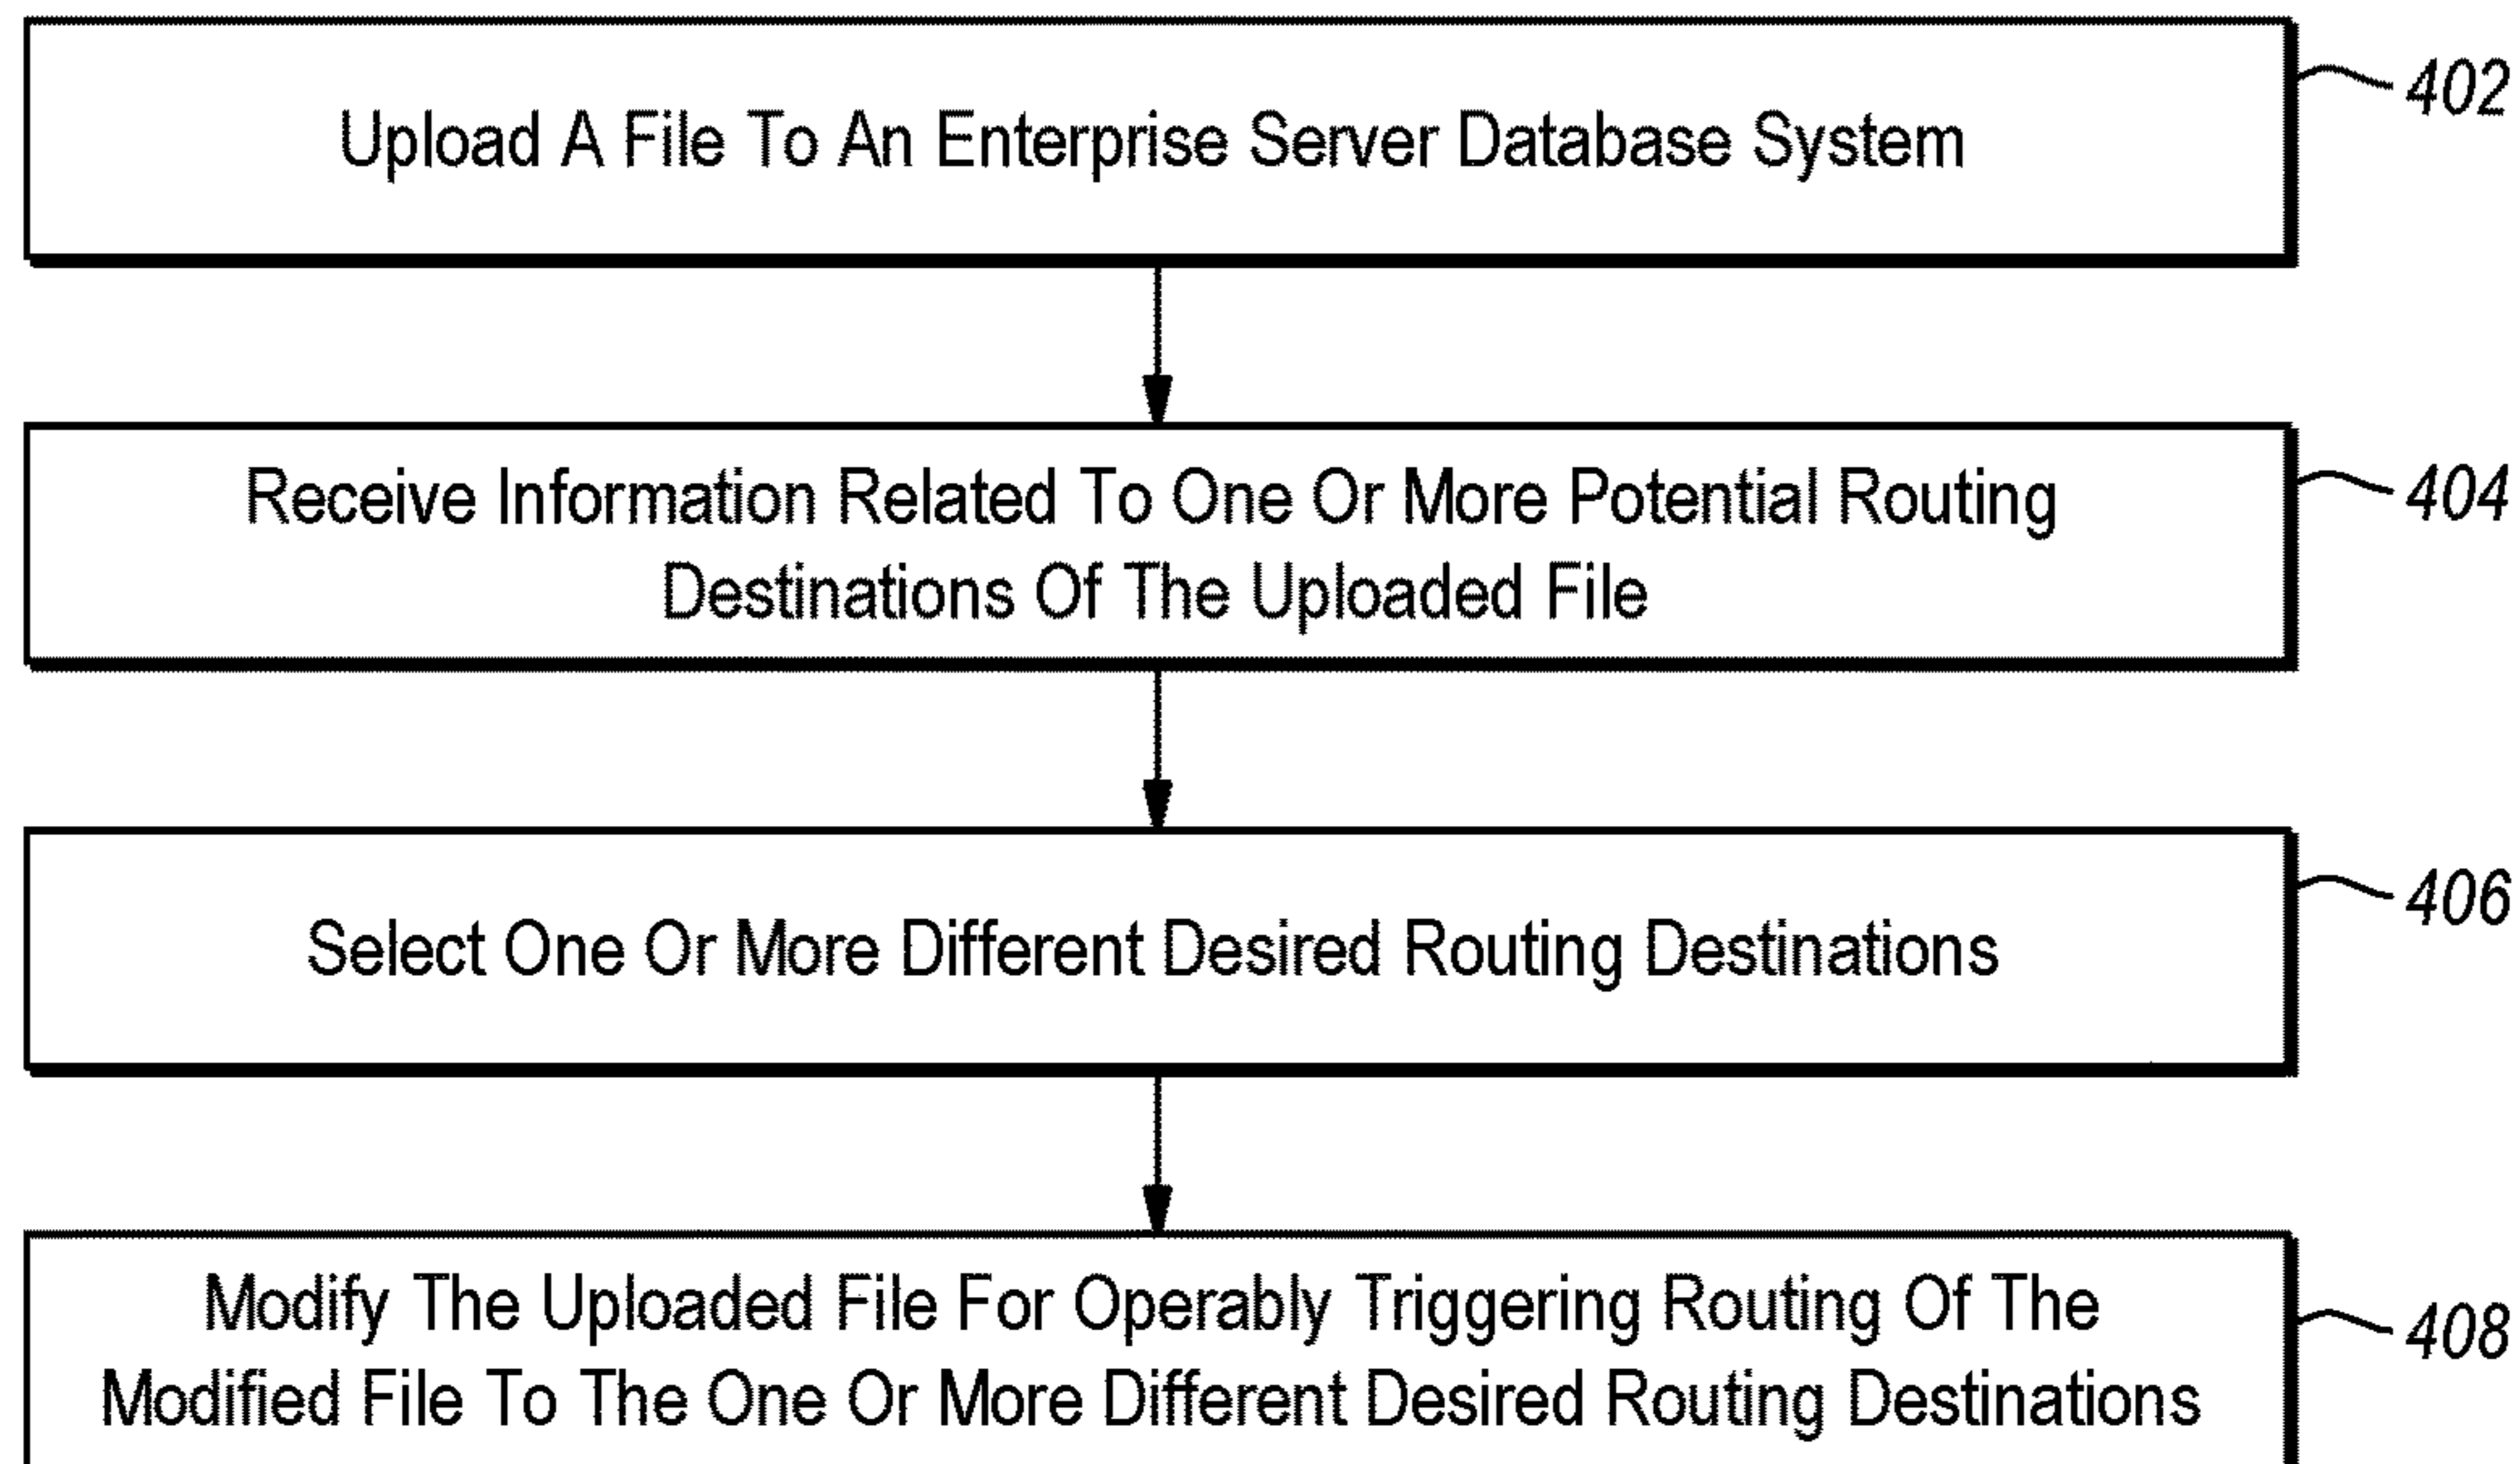 Upload A File To An Enterprise Server Database System
402
Receive Information Related To One Or More Potential Routing
Destinations Of The Uploaded File
404
Select One Or More Different Desired Routing Destinations
406
Modify The Uploaded File For Operably Triggering Routing Of The
Modified File To The One Or More Different Desired Routing Destinations
408